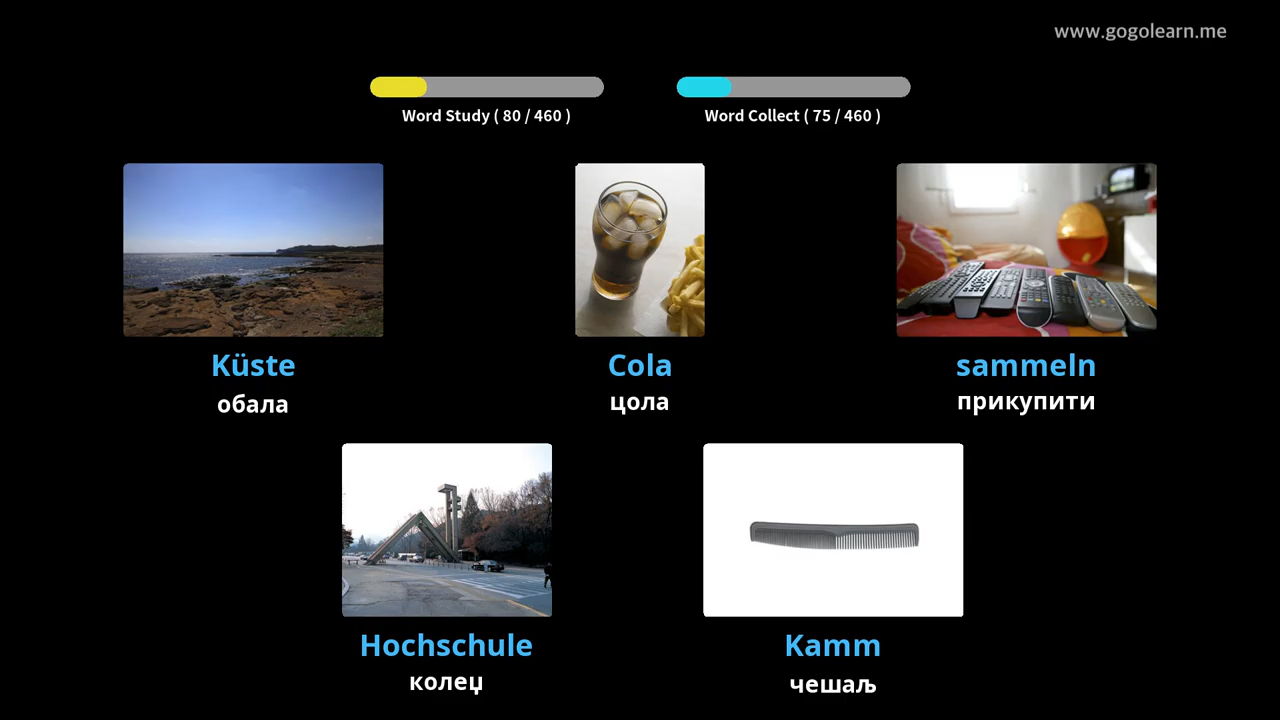 www.gogolearn.me
Word Study ( 80 / 460 )
Word Collect ( 75 / 460 )
Küste
обала
Cola
цола
sammeln
прикупити
Hochschule
колеџ
Kamm
чешаљ